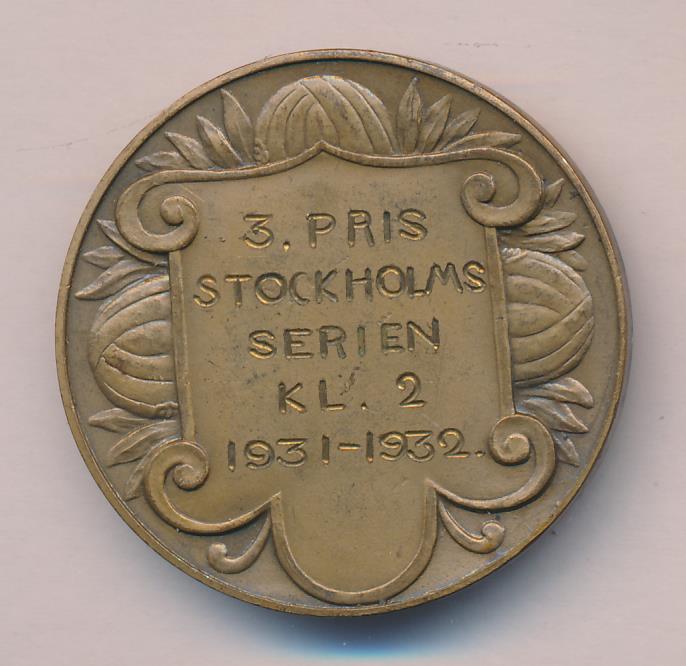 3. PRIS
STOCKHOLMS
SERIEN
KL. 2
1931-1932.